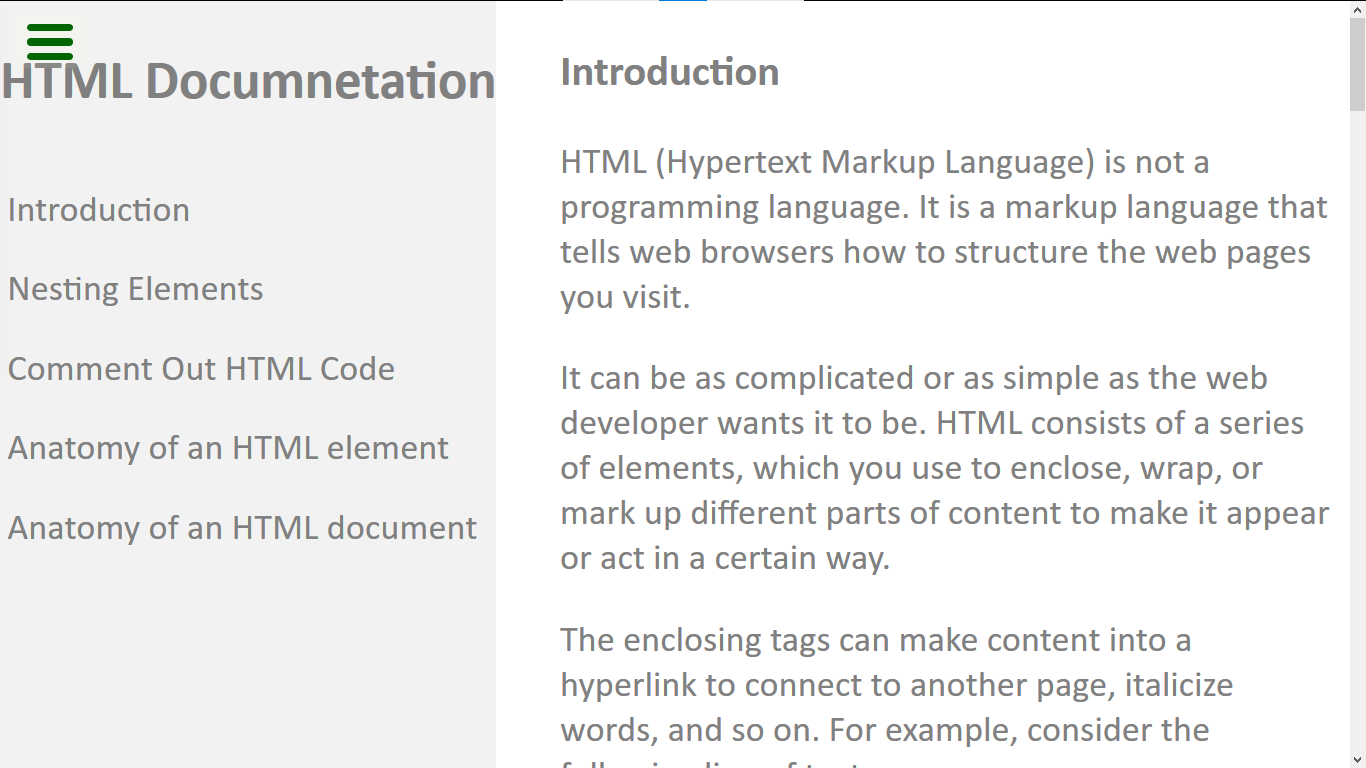 HTML Documnetation
Introduction
Nesting Elements
Comment Out HTML Code
Anatomy of an HTML element
Anatomy of an HTML document
Introduction
HTML (Hypertext Markup Language) is not a
programming language. It is a markup language that
tells web browsers how to structure the web pages
you visit.
It can be as complicated or as simple as the web
developer wants it to be. HTML consists of a series
of elements, which you use to enclose, wrap, or
mark up different parts of content to make it appear
or act in a certain way.
The enclosing tags can make content into a
hyperlink to connect to another page, italicize
words, and so on. For example, consider the